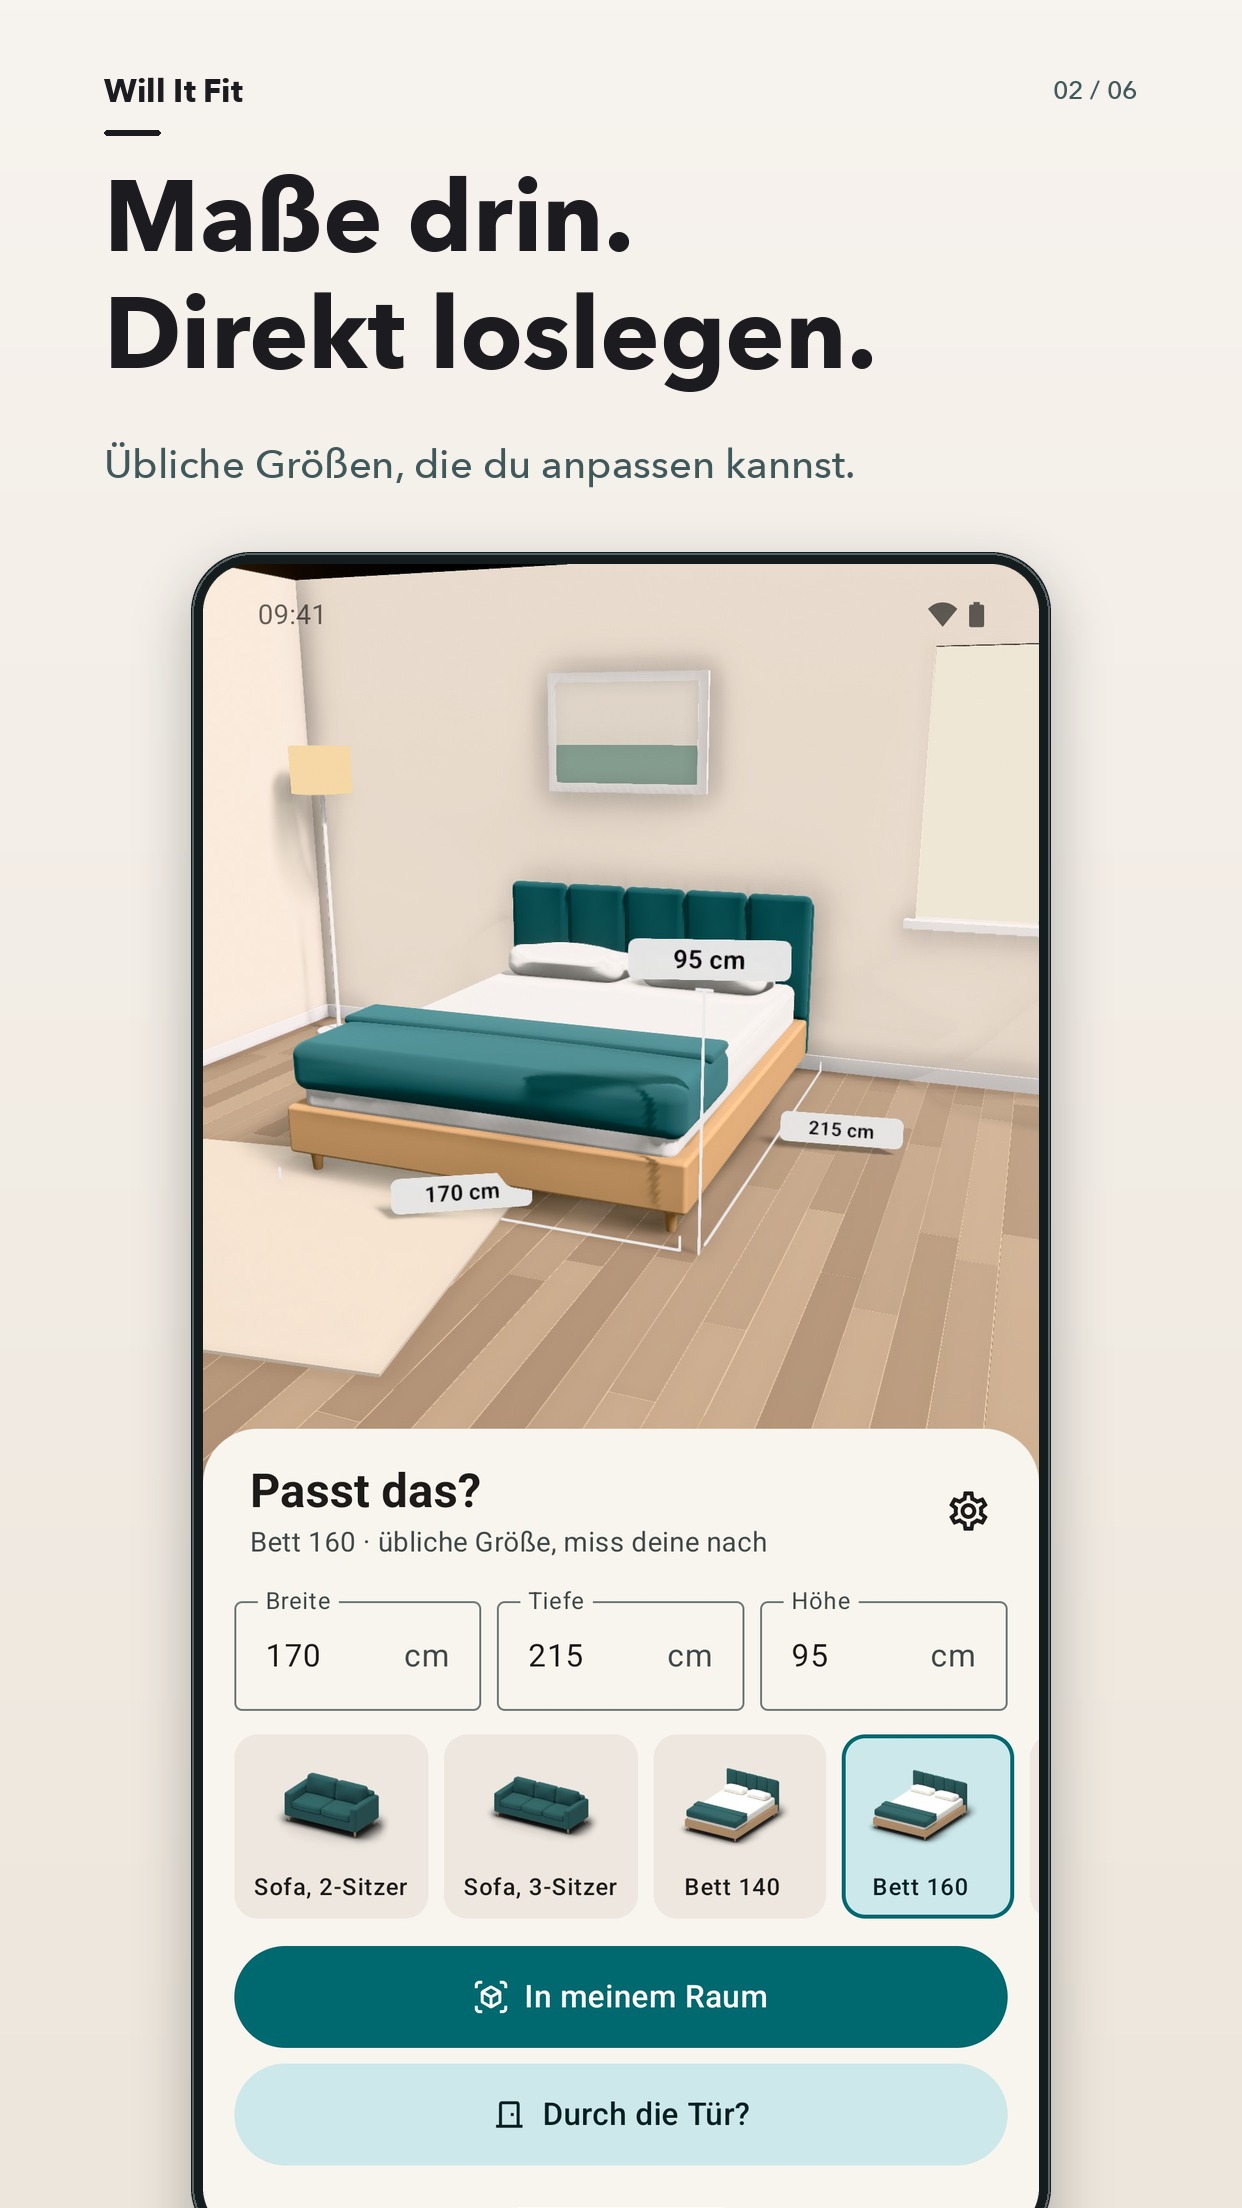 Will It Fit
02 / 06
Maße drin.
Direkt loslegen.
Übliche Größen, die du anpassen kannst.
09:41
95 cm
215 cm
170 cm
Passt das?
Bett 160 · übliche Größe, miss deine nach
Breite
Tiefe
Höhe
170 cm
215 cm
95 cm
Sofa, 2-Sitzer
Sofa, 3-Sitzer
Bett 140
Bett 160
In meinem Raum
Durch die Tür?